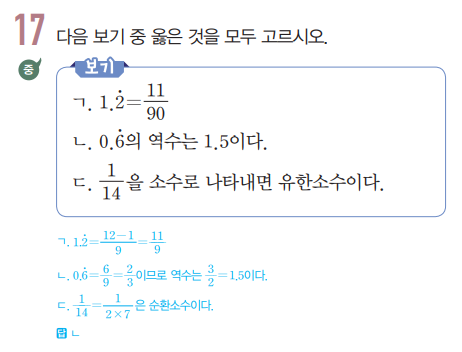 17 다음 보기 중 옳은 것을 모두 고르시오.
중
보기
ㄱ. 1.2̇=11/90
ㄴ. 0.6̇의 역수는 1.5이다.
ㄷ. 1/14을 소수로 나타내면 유한소수이다.
ㄱ. 1.2̇=(12-1)/9=11/9
ㄴ. 0.6̇=6/9=2/3이므로 역수는 3/2=1.5이다.
ㄷ. 1/14=1/(2×7)은 순환소수이다.
답 ㄴ